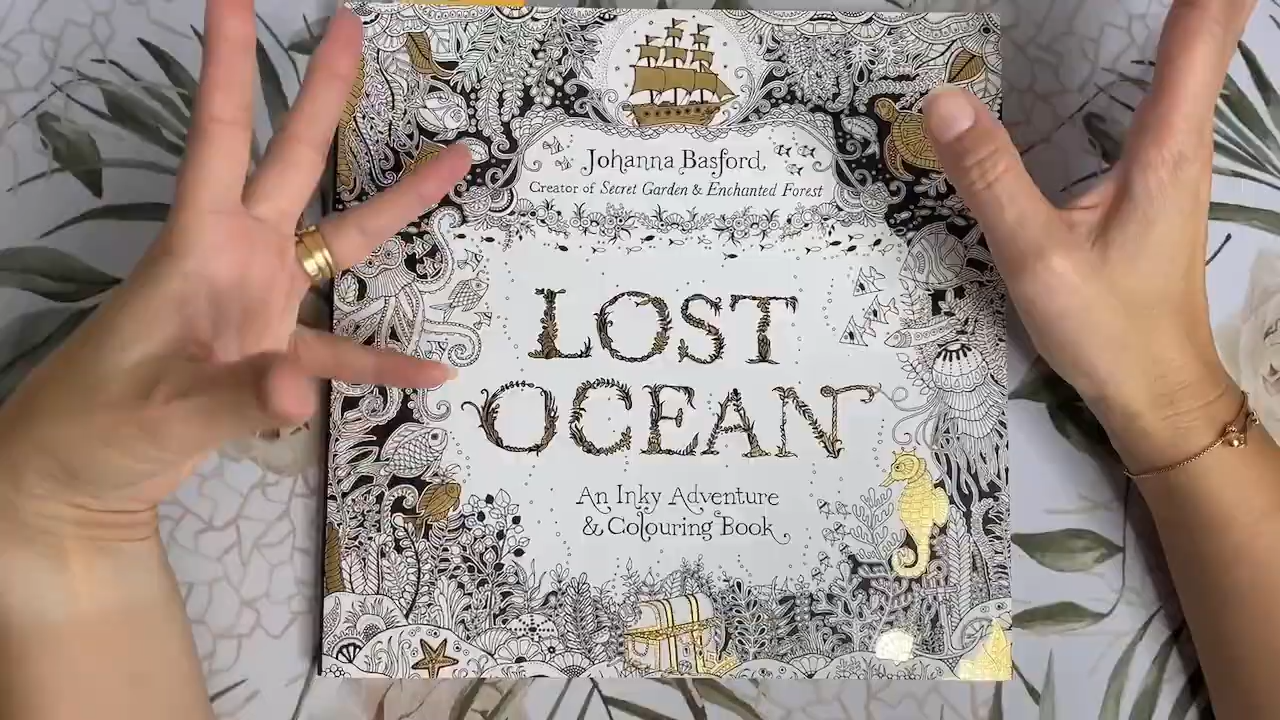 Johanna Basford
Creator of Secret Garden & Enchanted Forest
LOST
OCEAN
An Inky Adventure
& Colouring Book